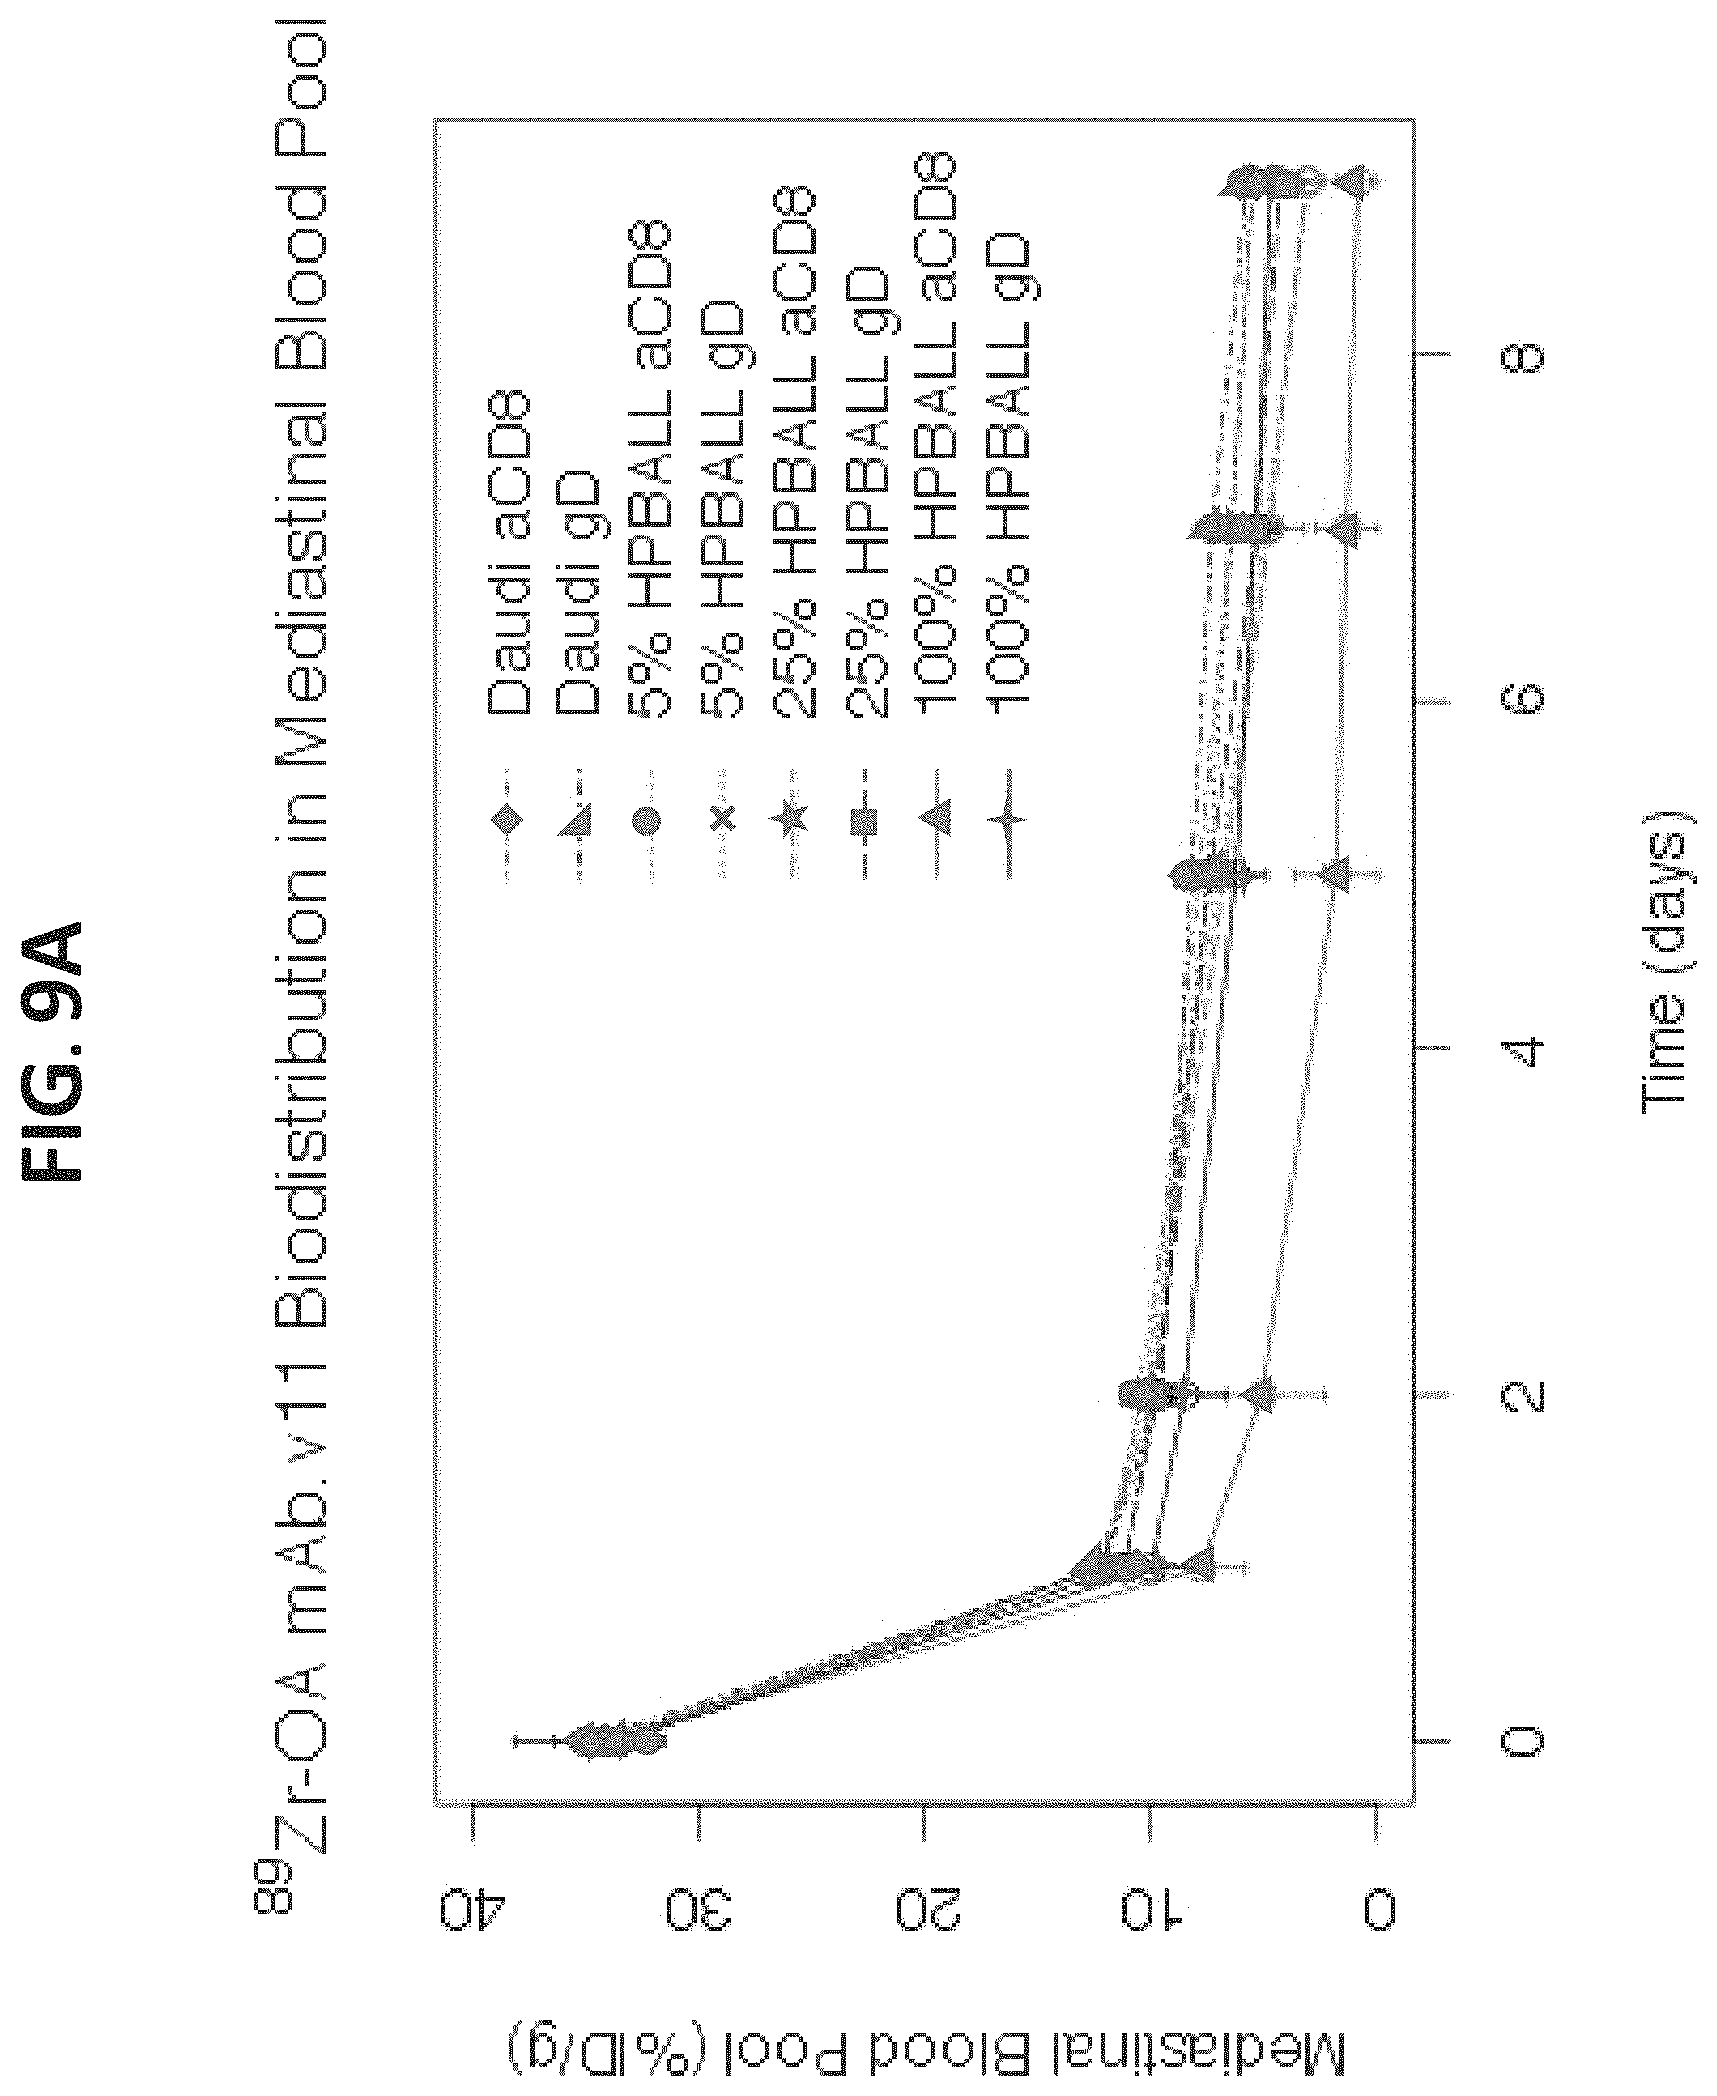 FIG. 9A
⁸⁹Zr-OA mAb.v11 Biodistribution in Mediastinal Blood Pool
Mediastinal Blood Pool (%ID/g)
40
30
20
10
0
Daudi aCD8
Daudi gD
5% HPBALL aCD8
5% HPBALL gD
25% HPBALL aCD8
25% HPBALL gD
100% HPBALL aCD8
100% HPBALL gD
0 2 4 6 8
Time (days)